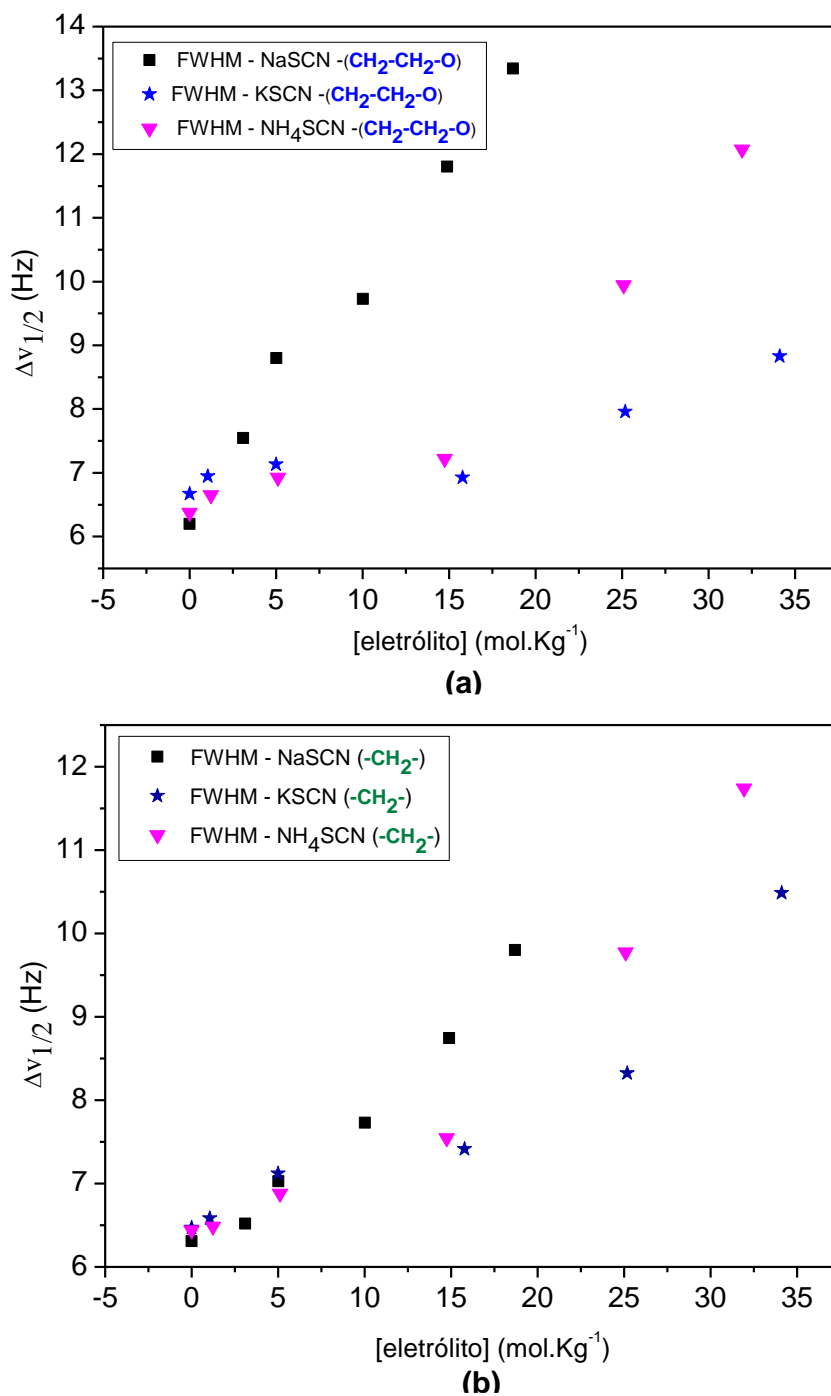 14
13
12
11
10
9
8
7
6
FWHM - NaSCN -(CH2-CH2-O)
FWHM - KSCN -(CH2-CH2-O)
FWHM - NH4SCN -(CH2-CH2-O)
Δν1/2 (Hz)
-5 0 5 10 15 20 25 30 35
[eletrólito] (mol.Kg-1)
(a)
12
11
10
9
8
7
6
FWHM - NaSCN (-CH2-)
FWHM - KSCN (-CH2-)
FWHM - NH4SCN (-CH2-)
Δν1/2 (Hz)
-5 0 5 10 15 20 25 30 35
[eletrólito] (mol.Kg-1)
(b)